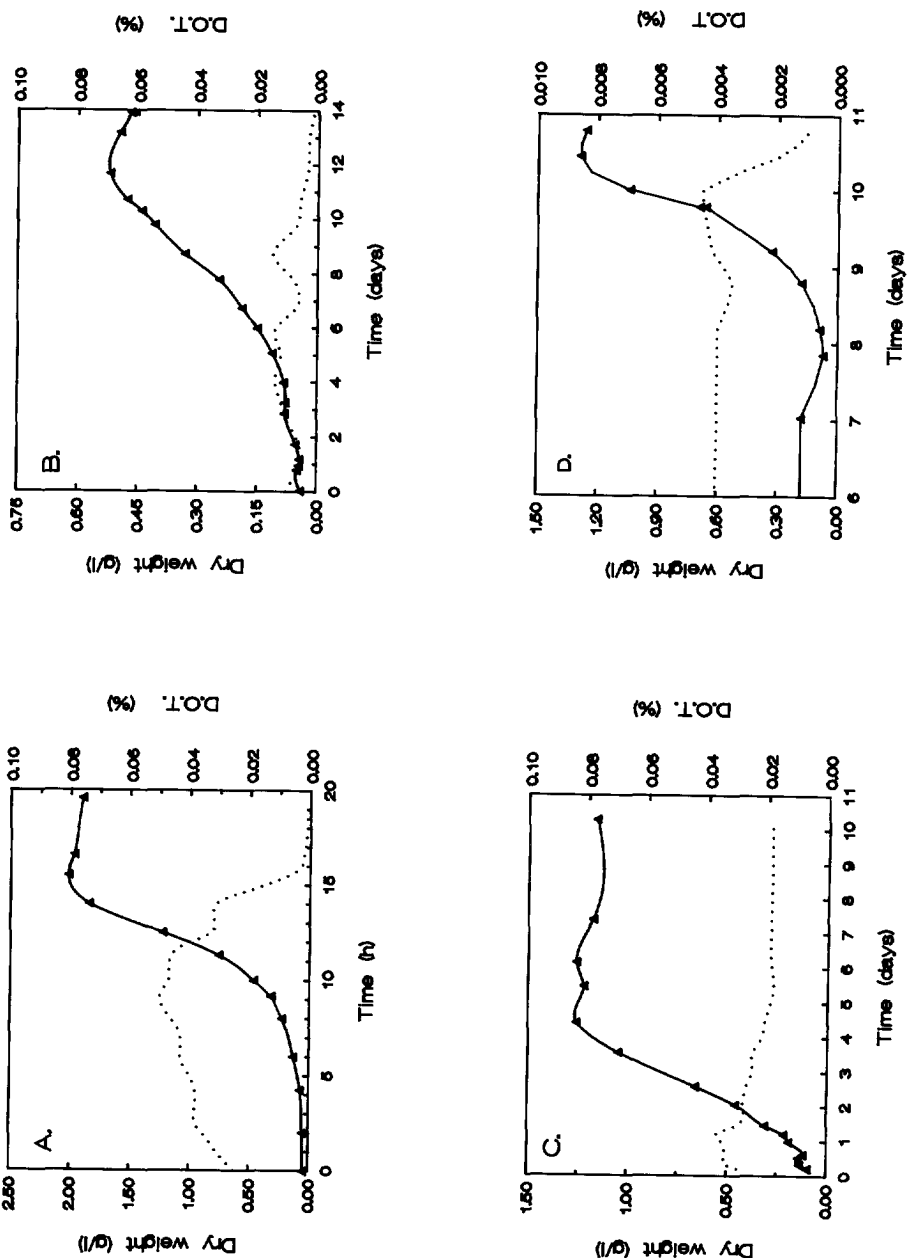 A.
Dry weight (g/l)
2.50
2.00
1.50
1.00
0.50
0.00
0 5 10 15 20
Time (h)
0.10
0.08
0.06
0.04
0.02
0.00
D.O.T. (%)
B.
Dry weight (g/l)
0.75
0.60
0.45
0.30
0.15
0.00
0 2 4 6 8 10 12 14
Time (days)
0.10
0.08
0.06
0.04
0.02
0.00
D.O.T. (%)
C.
Dry weight (g/l)
1.50
1.00
0.50
0.00
0 1 2 3 4 5 6 7 8 9 10 11
Time (days)
0.10
0.08
0.06
0.04
0.02
0.00
D.O.T. (%)
D.
Dry weight (g/l)
1.50
1.20
0.90
0.60
0.30
0.00
6 7 8 9 10 11
Time (days)
0.010
0.008
0.006
0.004
0.002
0.000
D.O.T. (%)